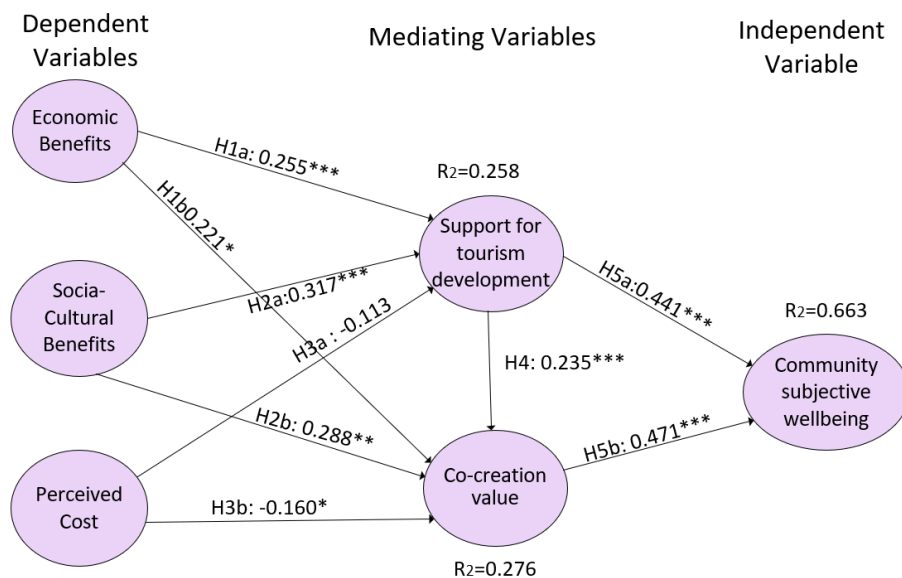 Dependent
Variables
Mediating Variables
Independent
Variable
Economic
Benefits
H1a: 0.255***
H1b0.221*
R2=0.258
Support for
tourism
development
Socia-
Cultural
Benefits
H2a:0.317***
H3a : -0.113
H5a:0.441***
R2=0.663
Community
subjective
wellbeing
H4: 0.235***
H2b: 0.288**
H5b: 0.471***
Perceived
Cost
H3b: -0.160*
Co-creation
value
R2=0.276